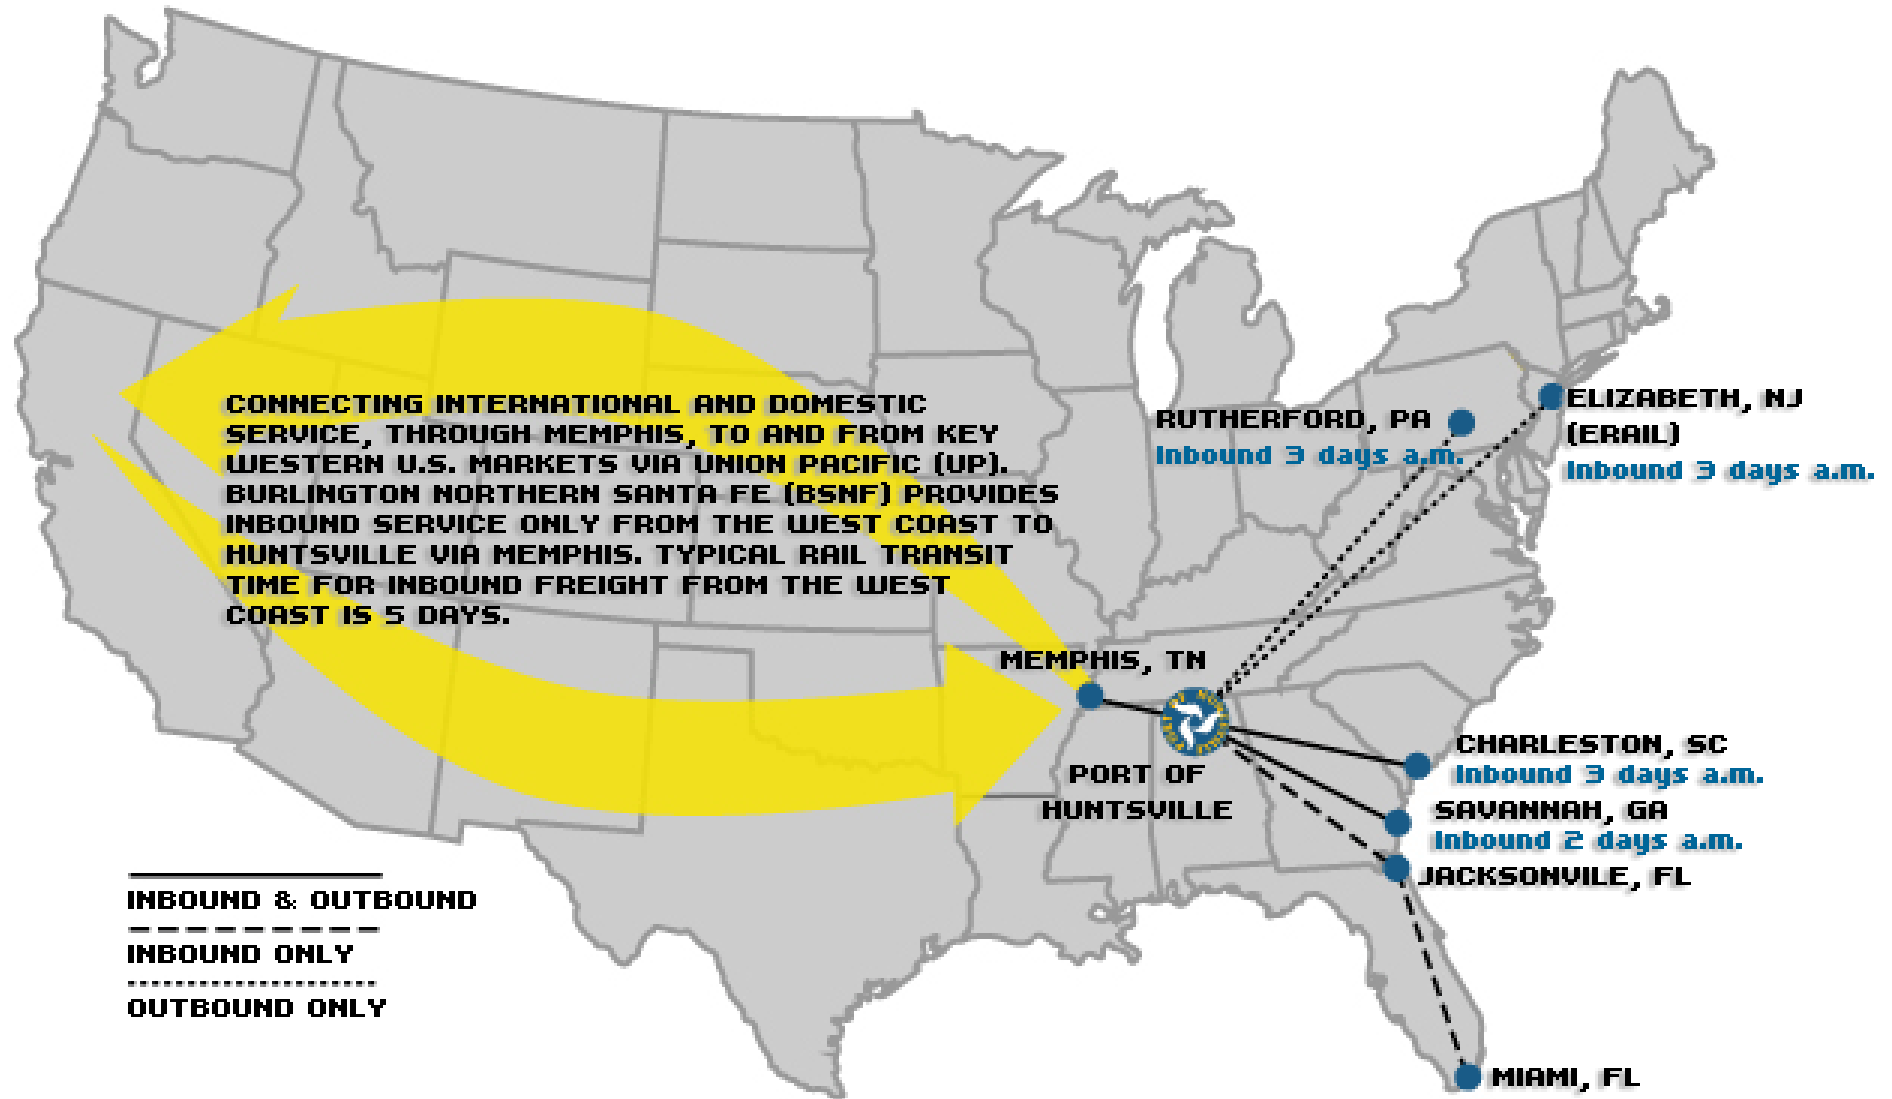 CONNECTING INTERNATIONAL AND DOMESTIC
SERVICE, THROUGH MEMPHIS, TO AND FROM KEY
WESTERN U.S. MARKETS VIA UNION PACIFIC (UP).
BURLINGTON NORTHERN SANTA FE (BSNF) PROVIDES
INBOUND SERVICE ONLY FROM THE WEST COAST TO
HUNTSVILLE VIA MEMPHIS. TYPICAL RAIL TRANSIT
TIME FOR INBOUND FREIGHT FROM THE WEST
COAST IS 5 DAYS.
RUTHERFORD, PA
Inbound 3 days a.m.
ELIZABETH, NJ
(ERAIL)
Inbound 3 days a.m.
MEMPHIS, TN
PORT OF
HUNTSVILLE
CHARLESTON, SC
Inbound 3 days a.m.
SAVANNAH, GA
Inbound 2 days a.m.
JACKSONVILE, FL
MIAMI, FL
INBOUND & OUTBOUND
INBOUND ONLY
OUTBOUND ONLY